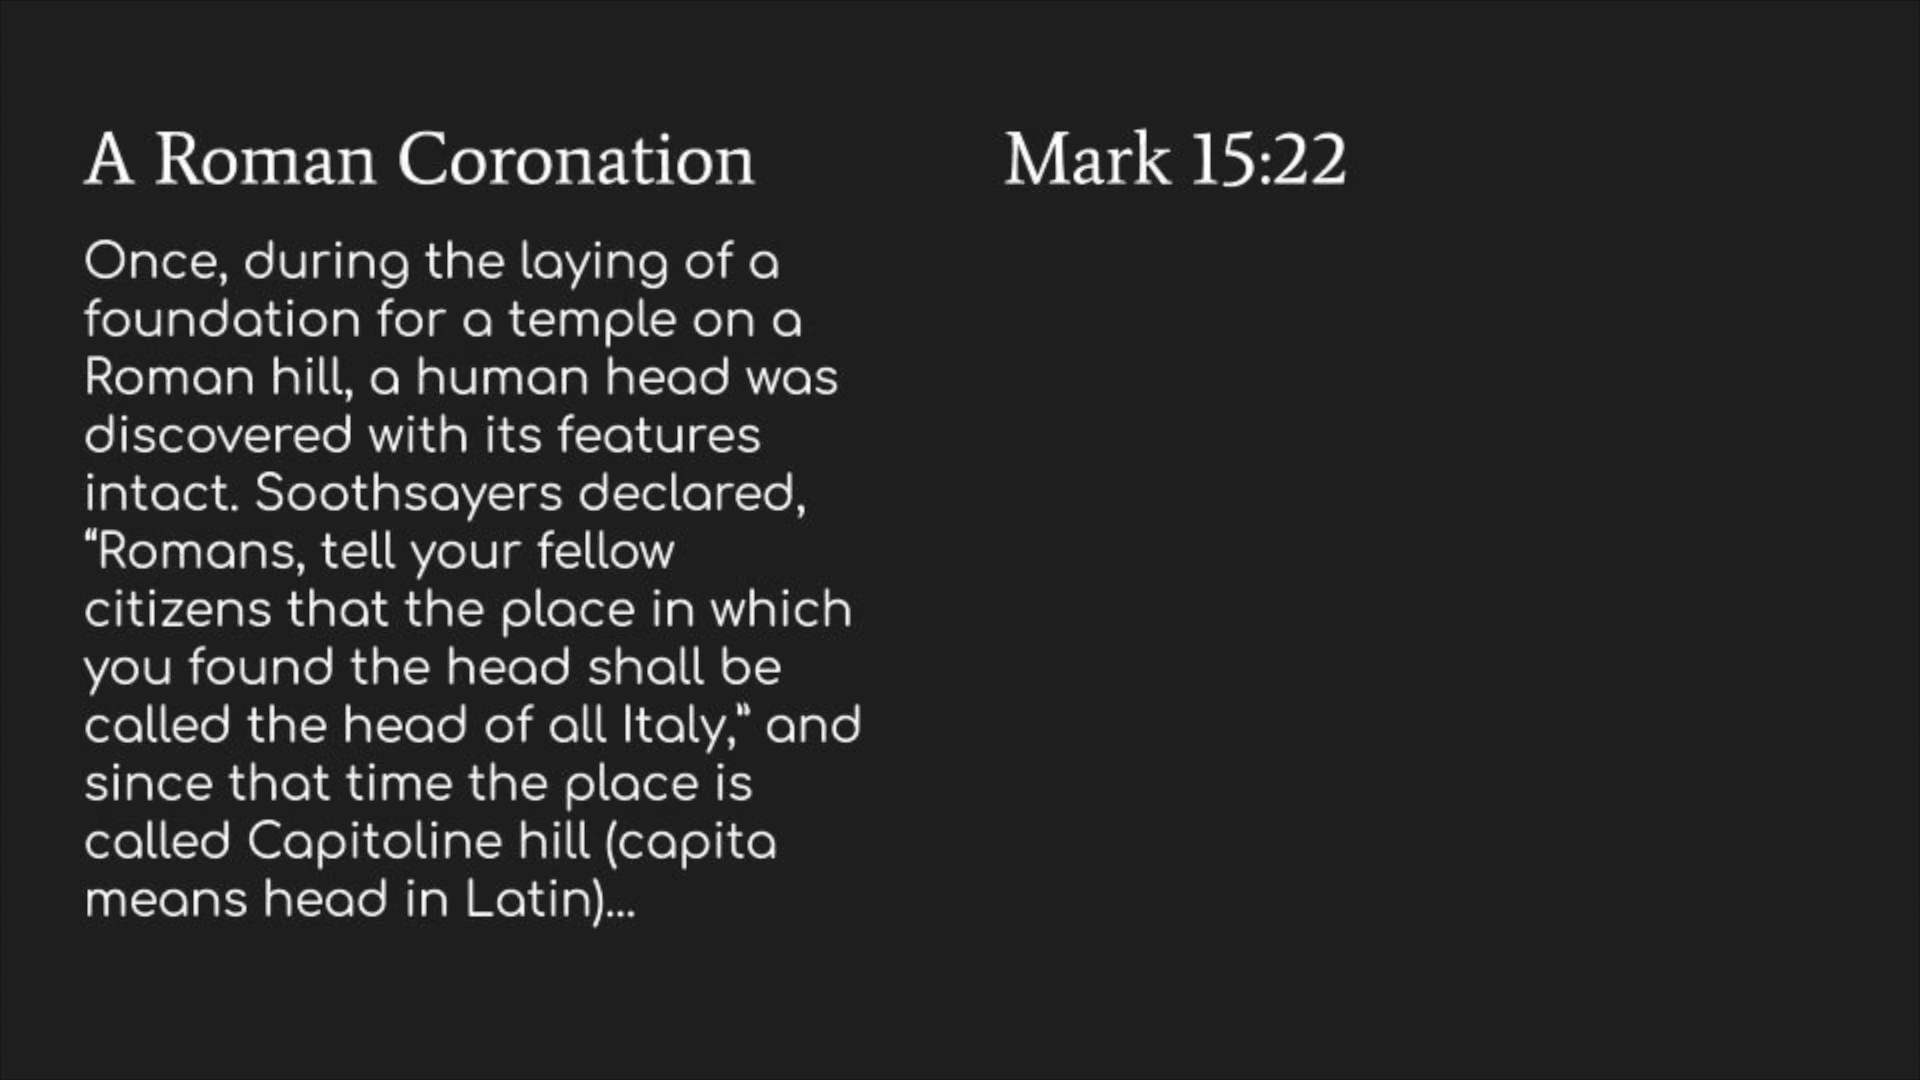 A Roman Coronation
Once, during the laying of a
foundation for a temple on a
Roman hill, a human head was
discovered with its features
intact. Soothsayers declared,
“Romans, tell your fellow
citizens that the place in which
you found the head shall be
called the head of all Italy,” and
since that time the place is
called Capitoline hill (capita
means head in Latin)...
Mark 15:22